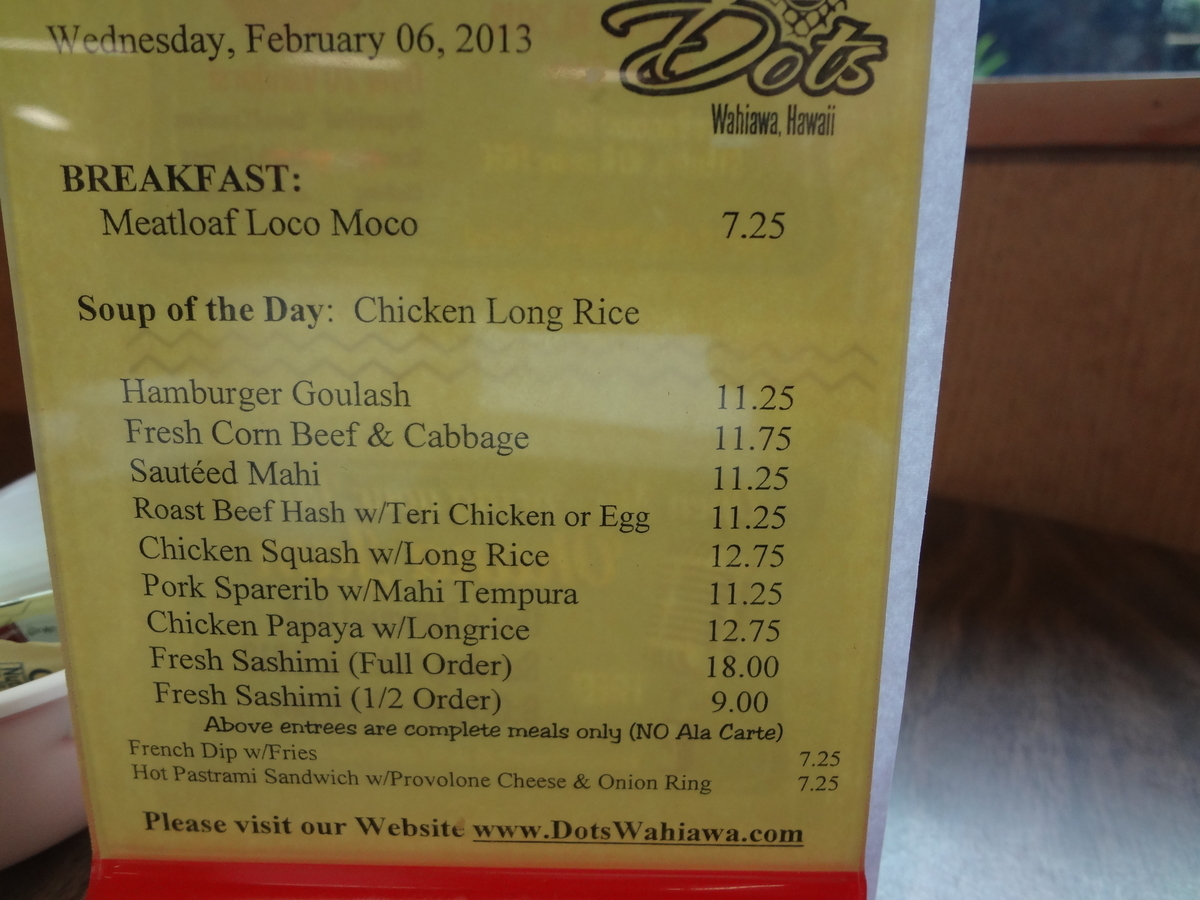 Wednesday, February 06, 2013
Dots
Wahiawa, Hawaii
BREAKFAST:
Meatloaf Loco Moco 7.25
Soup of the Day: Chicken Long Rice
Hamburger Goulash 11.25
Fresh Corn Beef & Cabbage 11.75
Sautéed Mahi 11.25
Roast Beef Hash w/Teri Chicken or Egg 11.25
Chicken Squash w/Long Rice 12.75
Pork Sparerib w/Mahi Tempura 11.25
Chicken Papaya w/Longrice 12.75
Fresh Sashimi (Full Order) 18.00
Fresh Sashimi (1/2 Order) 9.00
Above entrees are complete meals only (NO Ala Carte)
French Dip w/Fries 7.25
Hot Pastrami Sandwich w/Provolone Cheese & Onion Ring 7.25
Please visit our Website www.DotsWahiawa.com